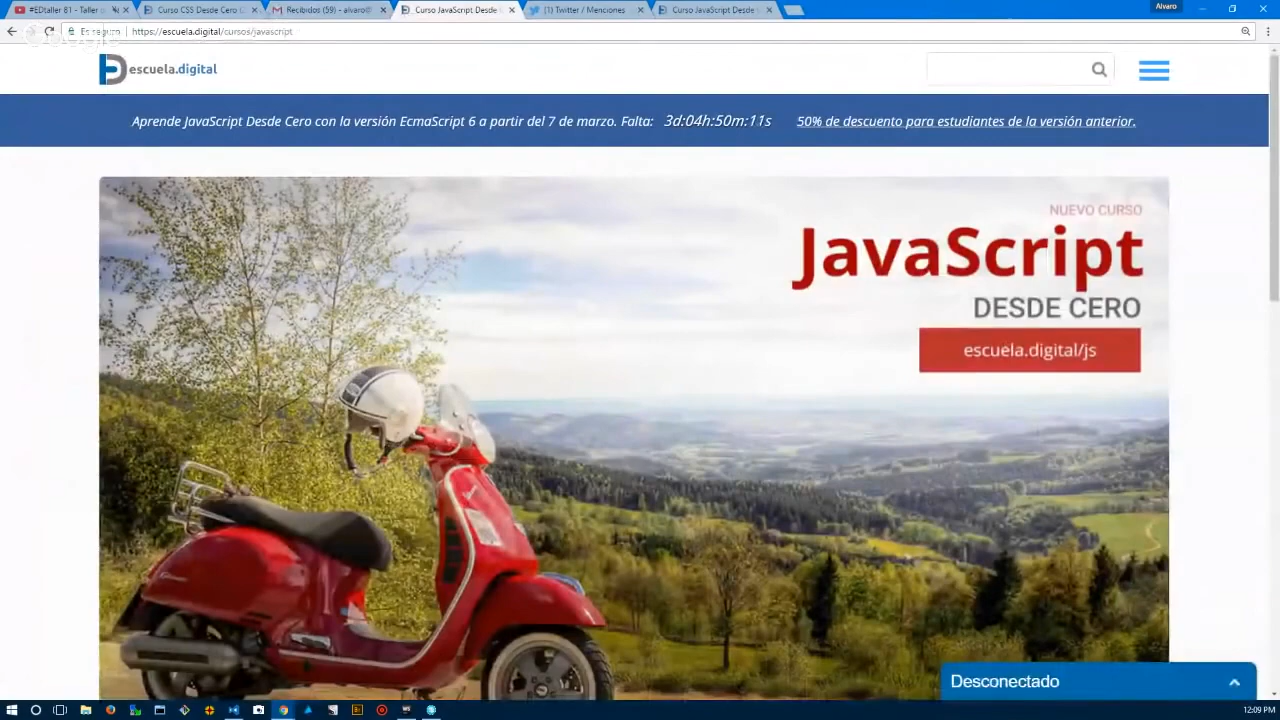 #EDtaller 81 - Taller
Curso CSS Desde Cero
Recibidos (59) - alvaro@
Curso JavaScript Desde
(1) Twitter / Menciones
Curso JavaScript Desde
Alvaro
Es seguro
https://escuela.digital/cursos/javascript
escuela.digital
Aprende JavaScript Desde Cero con la versión EcmaScript 6 a partir del 7 de marzo. Falta: 3d:04h:50m:11s 50% de descuento para estudiantes de la versión anterior.
NUEVO CURSO
JavaScript
DESDE CERO
escuela.digital/js
Desconectado
12:09 PM